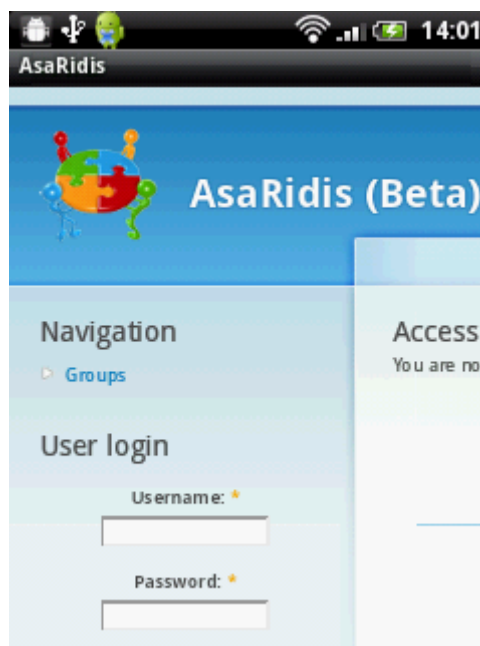 14:01
AsaRidis
AsaRidis (Beta)
Navigation
Groups
User login
Username: *
Password: *
Access
You are no